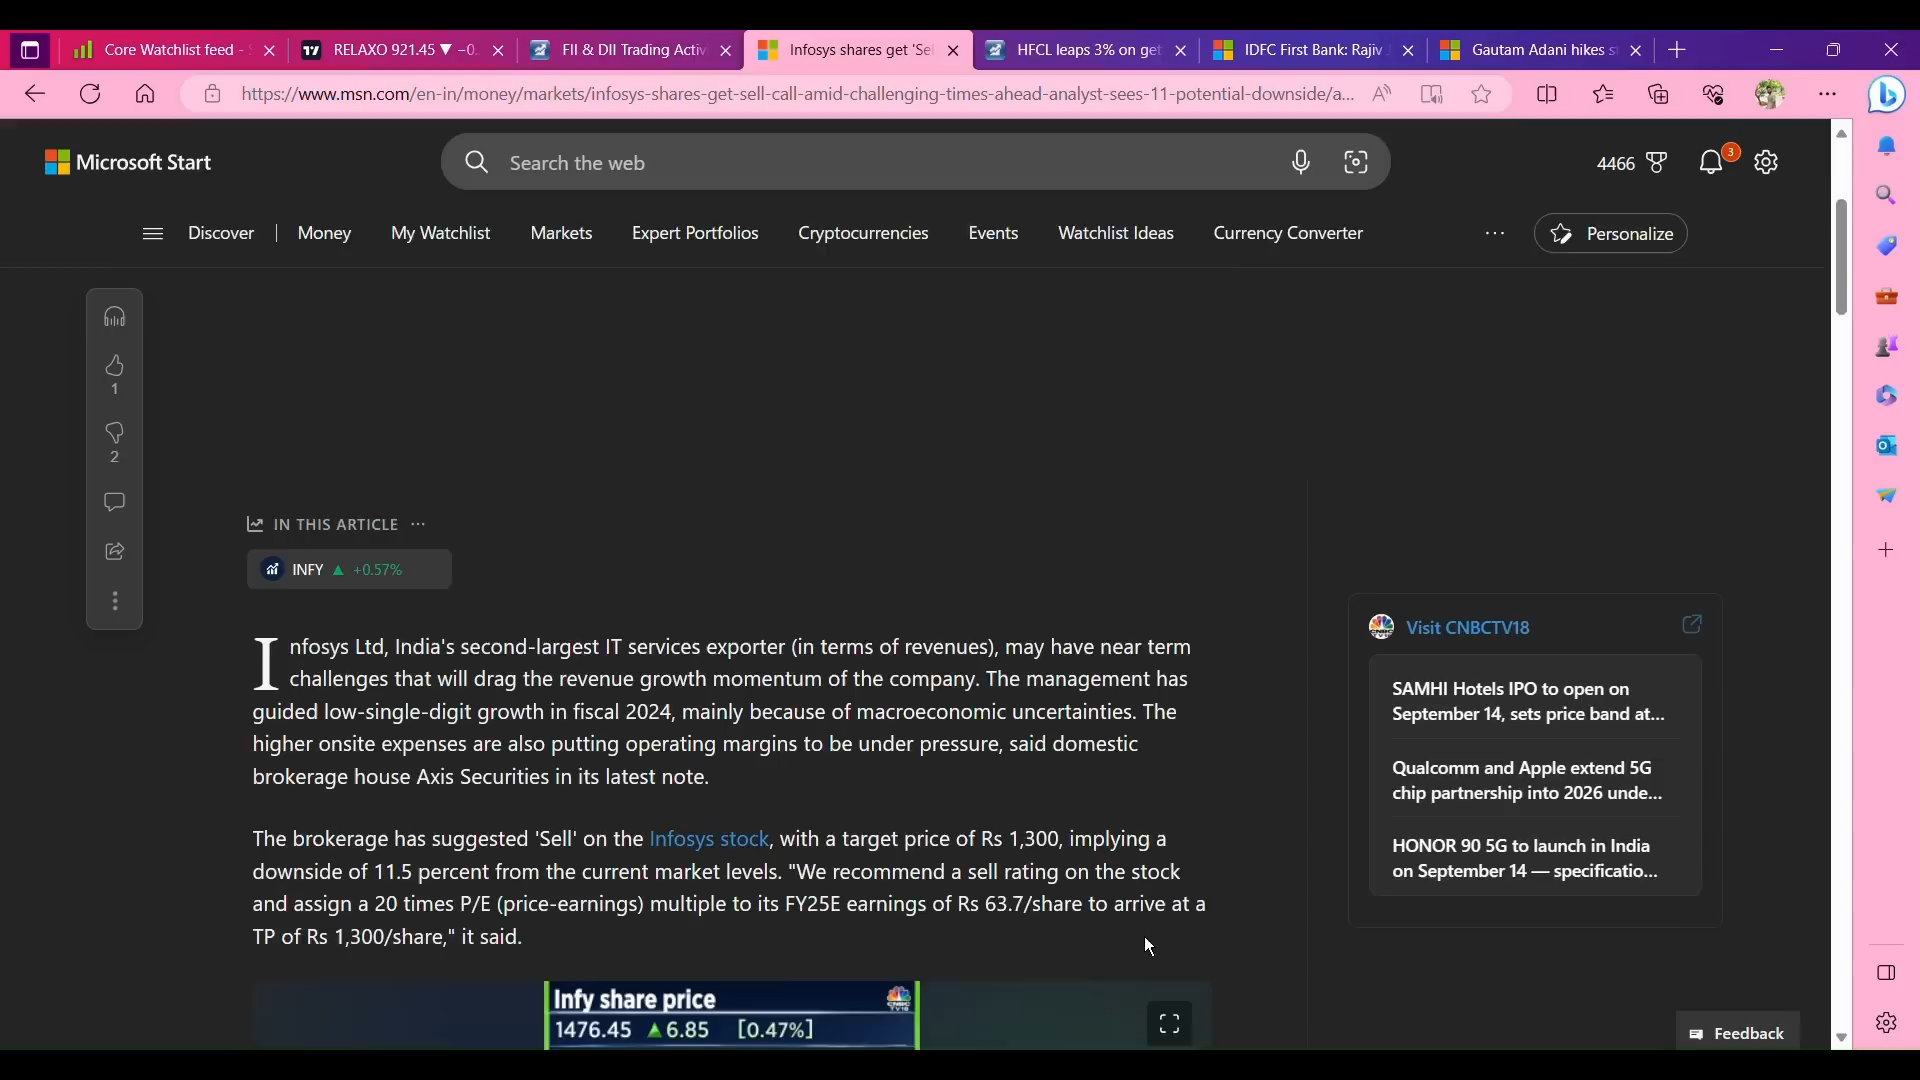 Core Watchlist feed -
RELAXO 921.45 ▼ −0.
FII & DII Trading Activ
Infosys shares get 'Sel
HFCL leaps 3% on get
IDFC First Bank: Rajiv
Gautam Adani hikes s
https://www.msn.com/en-in/money/markets/infosys-shares-get-sell-call-amid-challenging-times-ahead-analyst-sees-11-potential-downside/a...
Microsoft Start
Search the web
4466
3
Discover
Money
My Watchlist
Markets
Expert Portfolios
Cryptocurrencies
Events
Watchlist Ideas
Currency Converter
...
Personalize
1
2
IN THIS ARTICLE ...
INFY ▲ +0.57%
Infosys Ltd, India's second-largest IT services exporter (in terms of revenues), may have near term
challenges that will drag the revenue growth momentum of the company. The management has
guided low-single-digit growth in fiscal 2024, mainly because of macroeconomic uncertainties. The
higher onsite expenses are also putting operating margins to be under pressure, said domestic
brokerage house Axis Securities in its latest note.
The brokerage has suggested 'Sell' on the Infosys stock, with a target price of Rs 1,300, implying a
downside of 11.5 percent from the current market levels. "We recommend a sell rating on the stock
and assign a 20 times P/E (price-earnings) multiple to its FY25E earnings of Rs 63.7/share to arrive at a
TP of Rs 1,300/share," it said.
Infy share price
1476.45 ▲6.85 [0.47%]
Visit CNBCTV18
SAMHI Hotels IPO to open on
September 14, sets price band at...
Qualcomm and Apple extend 5G
chip partnership into 2026 unde...
HONOR 90 5G to launch in India
on September 14 — specificatio...
Feedback